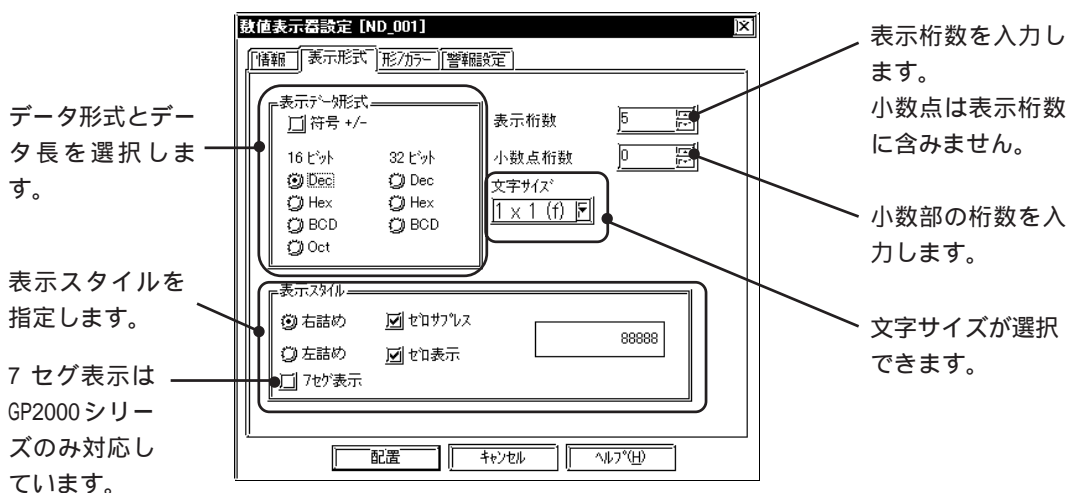 数値表示器設定 [ND_001]
情報 表示形式 形/カラー 警報設定
表示データ形式
符号 +/-
16 ビット 32 ビット
Dec Dec
Hex Hex
BCD BCD
Oct
表示桁数 5
小数点桁数 0
文字サイズ
1 x 1 (f)
表示スタイル
右詰め ゼロサプレス
左詰め ゼロ表示
7セグ表示
88888
配置 キャンセル ヘルプ(H)
データ形式とデー
タ長を選択しま
す。
表示スタイルを
指定します。
7 セグ表示は
GP2000シリー
ズのみ対応し
ています。
表示桁数を入力し
ます。
小数点は表示桁数
に含みません。
小数部の桁数を入
力します。
文字サイズが選択
できます。